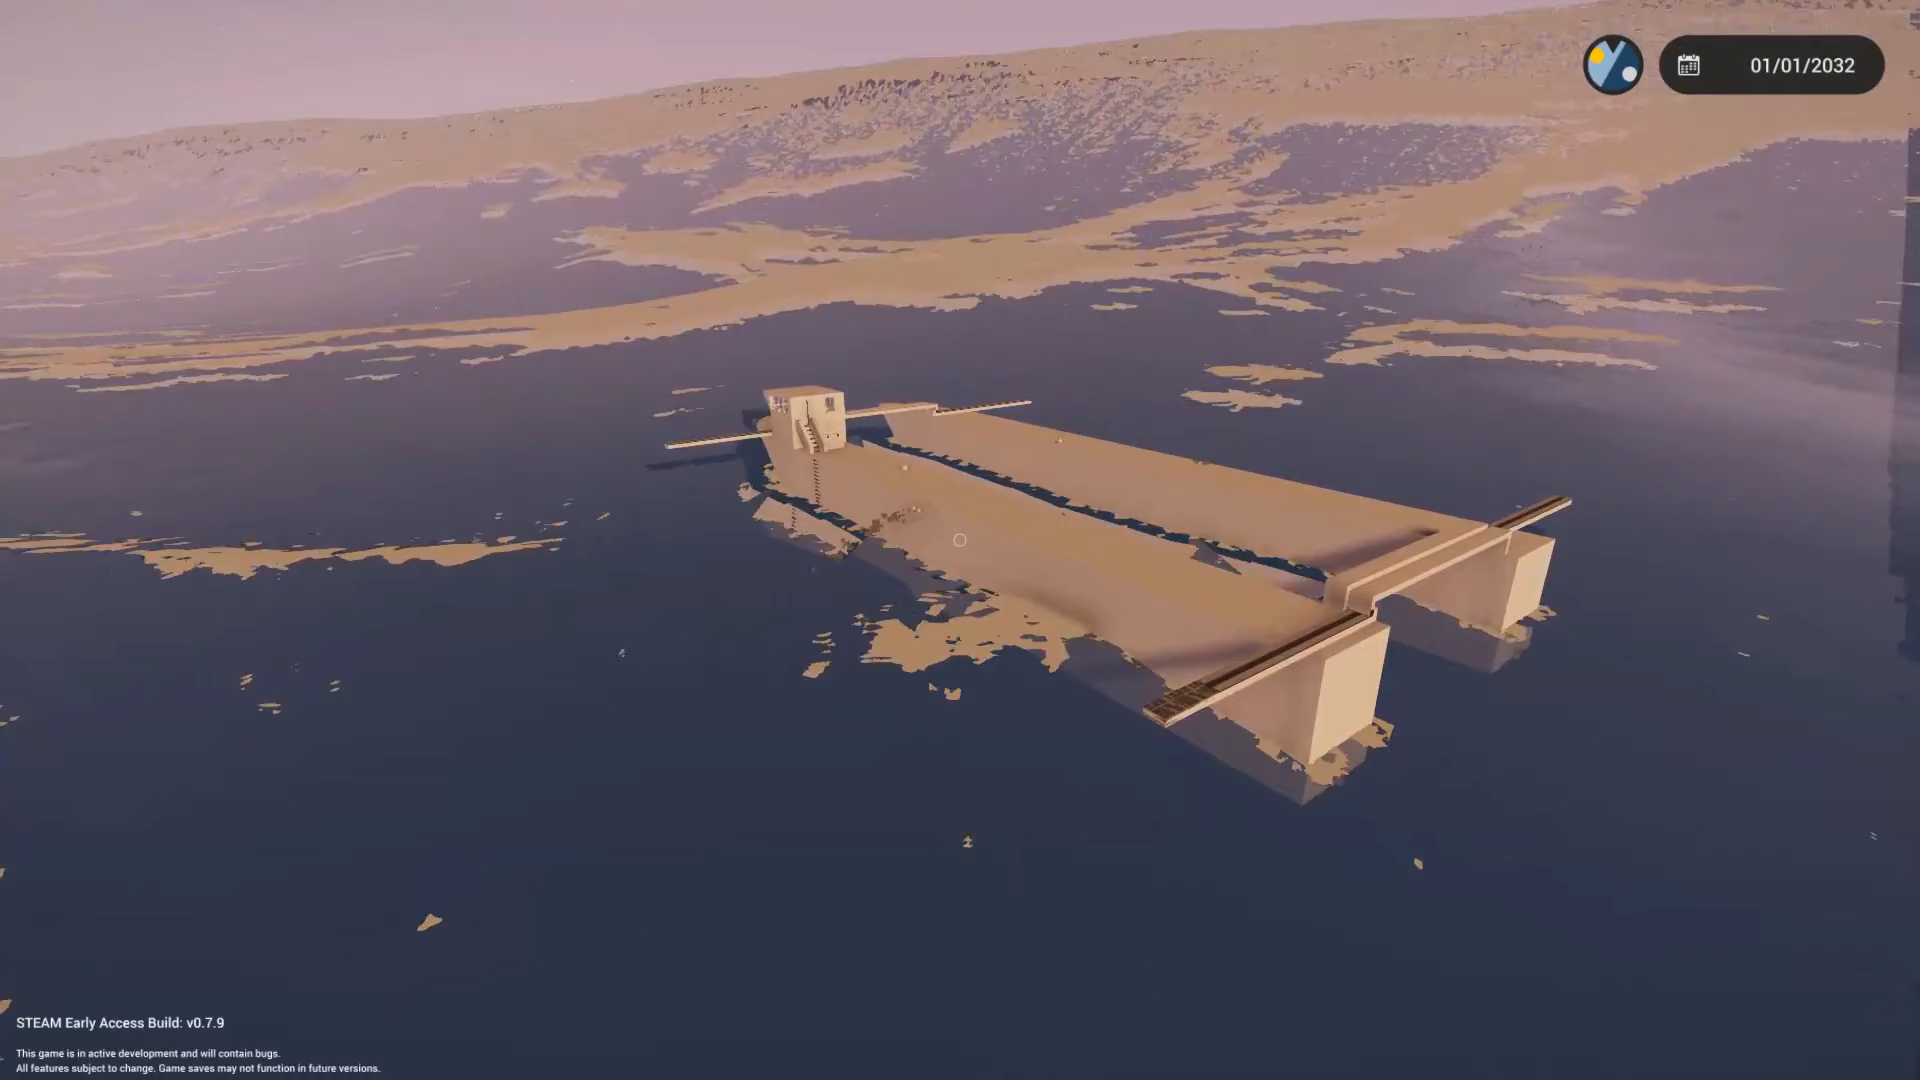 01/01/2032
STEAM Early Access Build: v0.7.9
This game is in active development and will contain bugs.
All features subject to change. Game saves may not function in future versions.